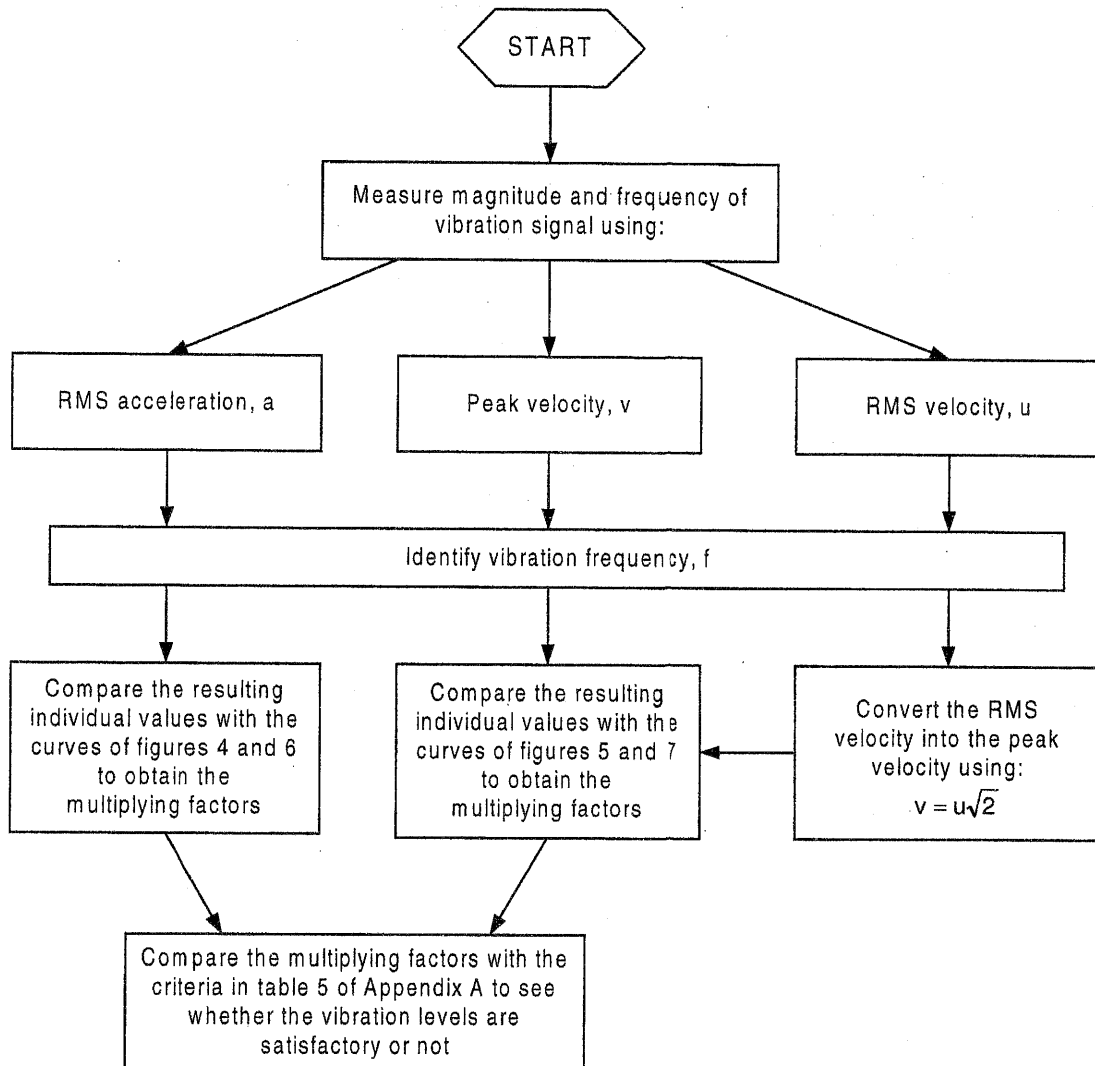 START
Measure magnitude and frequency of
vibration signal using:
RMS acceleration, a
Peak velocity, v
RMS velocity, u
Identify vibration frequency, f
Compare the resulting
individual values with the
curves of figures 4 and 6
to obtain the
multiplying factors
Compare the resulting
individual values with the
curves of figures 5 and 7
to obtain the
multiplying factors
Convert the RMS
velocity into the peak
velocity using:
v = u√2
Compare the multiplying factors with the
criteria in table 5 of Appendix A to see
whether the vibration levels are
satisfactory or not